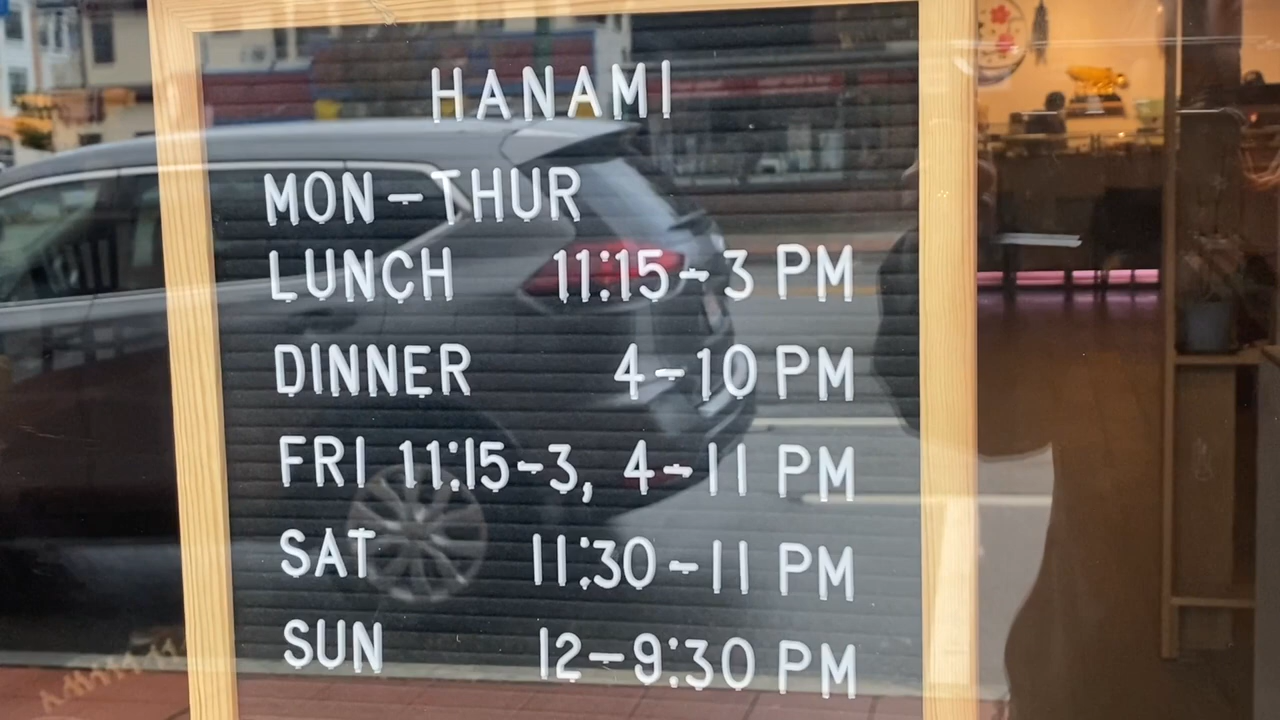 HANAMI
MON-THUR
LUNCH 11:15-3 PM
DINNER 4-10 PM
FRI 11:15-3, 4-11 PM
SAT 11:30-11 PM
SUN 12-9:30 PM